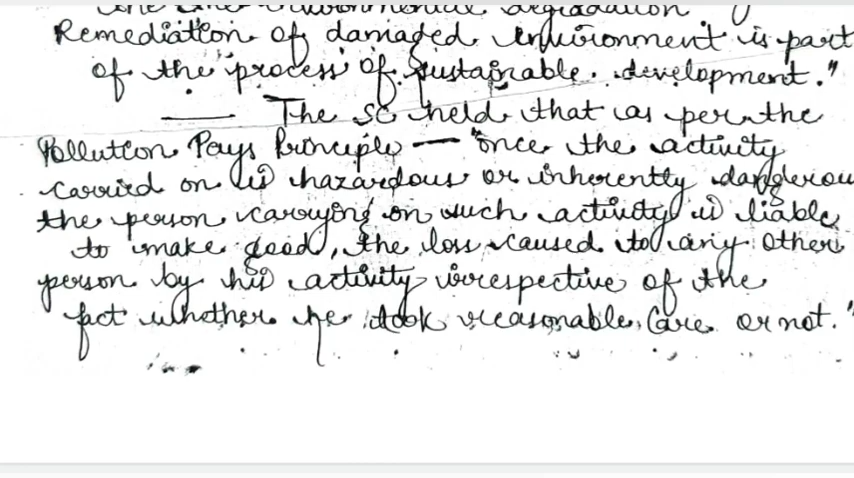 environmental degradation
Remediation of damaged environment is part
of the process of sustainable development."
— The SC held that as per the
Pollution Pays Principle — "once the activity
carried on is hazardous or inherently dangerou
the person carrying on such activity is liable
to make good, the loss caused to any other
person by his activity irrespective of the
fact whether he took reasonable care or not."